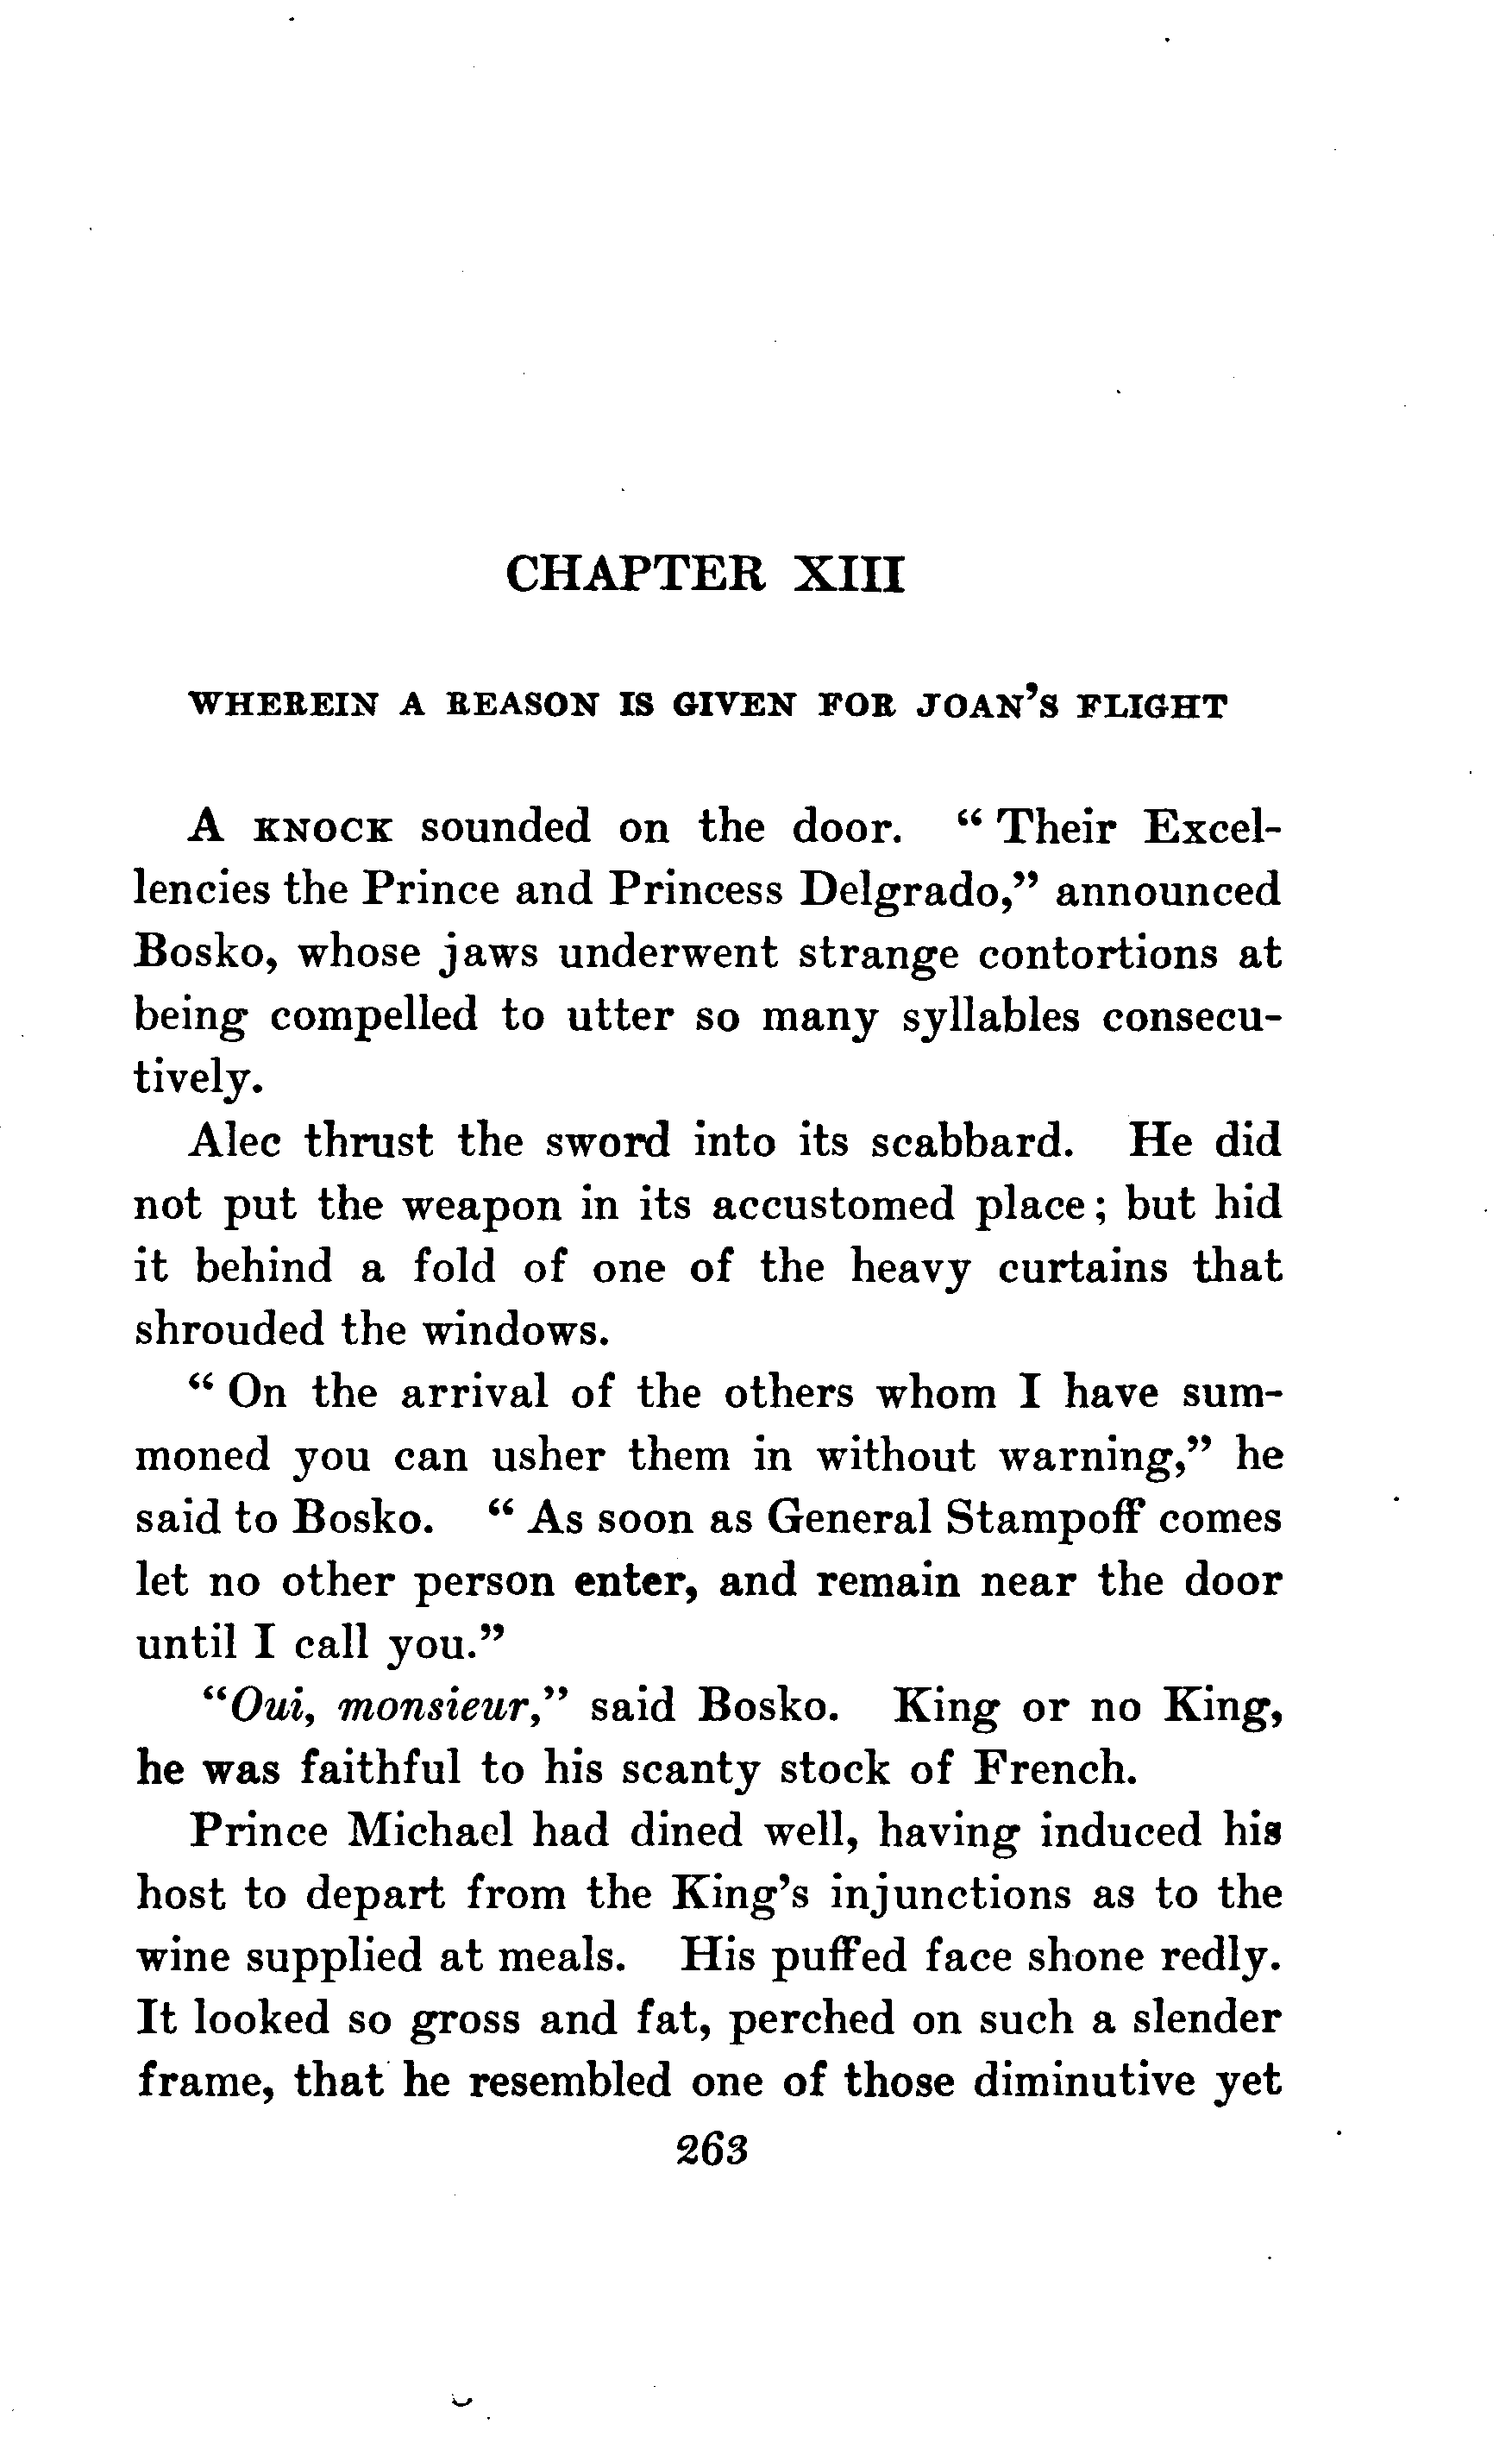 CHAPTER XIII
WHEREIN A REASON IS GIVEN FOR JOAN'S FLIGHT
A KNOCK sounded on the door. “Their Excel-
lencies the Prince and Princess Delgrado,” announced
Bosko, whose jaws underwent strange contortions at
being compelled to utter so many syllables consecu-
tively.
Alec thrust the sword into its scabbard. He did
not put the weapon in its accustomed place; but hid
it behind a fold of one of the heavy curtains that
shrouded the windows.
“On the arrival of the others whom I have sum-
moned you can usher them in without warning,” he
said to Bosko. “As soon as General Stampoff comes
let no other person enter, and remain near the door
until I call you.”
“Oui, monsieur,” said Bosko. King or no King,
he was faithful to his scanty stock of French.
Prince Michael had dined well, having induced his
host to depart from the King's injunctions as to the
wine supplied at meals. His puffed face shone redly.
It looked so gross and fat, perched on such a slender
frame, that he resembled one of those diminutive yet
263